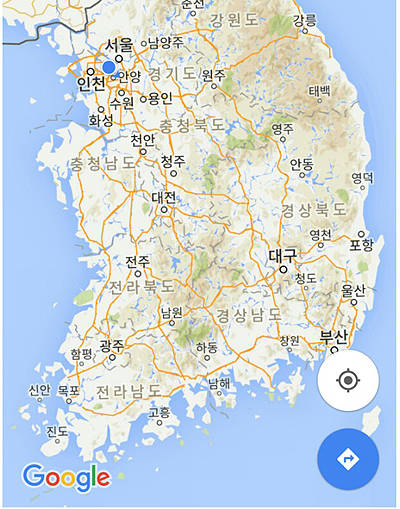 춘천
강원도
강릉
서울
남양주
인천
안양
경기도
원주
수원
용인
태백
화성
충청북도
영주
천안
충청남도
청주
안동
영덕
대전
경상북도
영천
포항
전주
대구
청도
전라북도
울산
남원
경상남도
광주
함평
하동
창원
부산
신안
목포
전라남도
남해
고흥
진도
Google